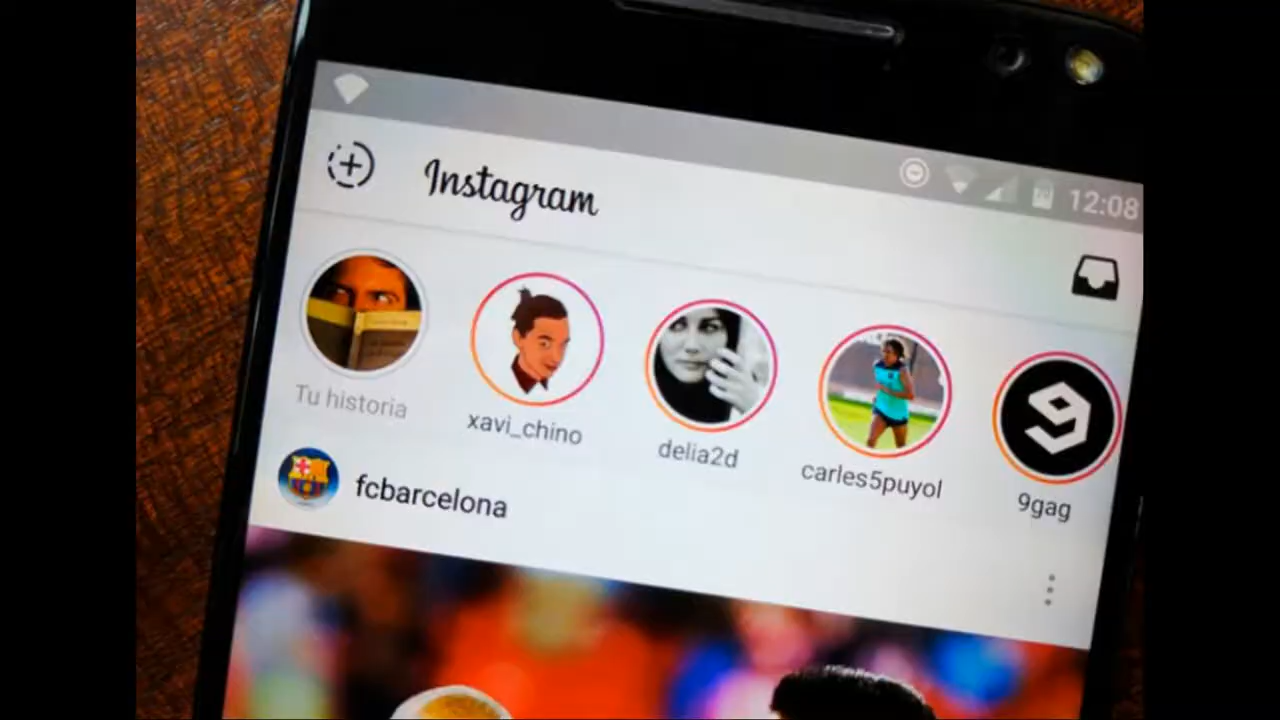 12:08
Instagram
Tu historia
xavi_chino
delia2d
carles5puyol
9gag
fcbarcelona